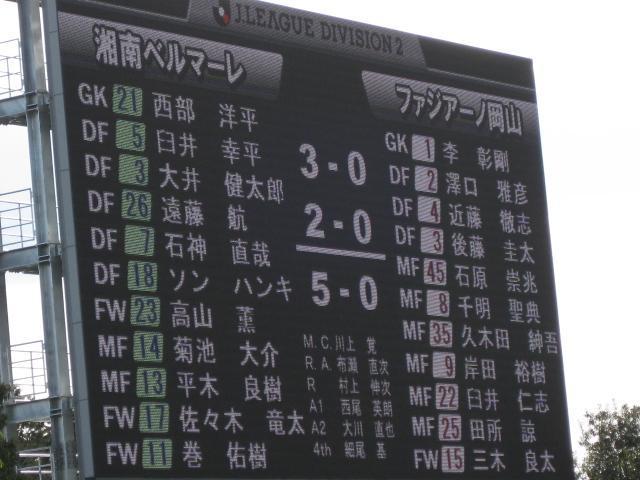 J.LEAGUE DIVISION 2
湘南ベルマーレ
GK 21 西部 洋平
DF 5 臼井 幸平
DF 3 大井 健太郎
DF 26 遠藤 航
DF 7 石神 直哉
DF 18 ソン ハンキ
FW 23 高山 薫
MF 14 菊池 大介
MF 13 平木 良樹
FW 17 佐々木 竜太
FW 11 巻 佑樹
3-0
2-0
5-0
M.C. 川上 覚
R.A. 布瀬 直次
R 村上 伸次
A1 西尾 英朗
A2 大川 直也
4th 細尾 基
ファジアーノ岡山
GK 1 李 彰剛
DF 2 澤口 雅彦
DF 4 近藤 徹志
DF 3 後藤 圭太
MF 45 石原 崇兆
MF 8 千明 聖典
MF 35 久木田 紳吾
MF 9 岸田 裕樹
MF 22 臼井 仁志
MF 25 田所 諒
FW 15 三木 良太